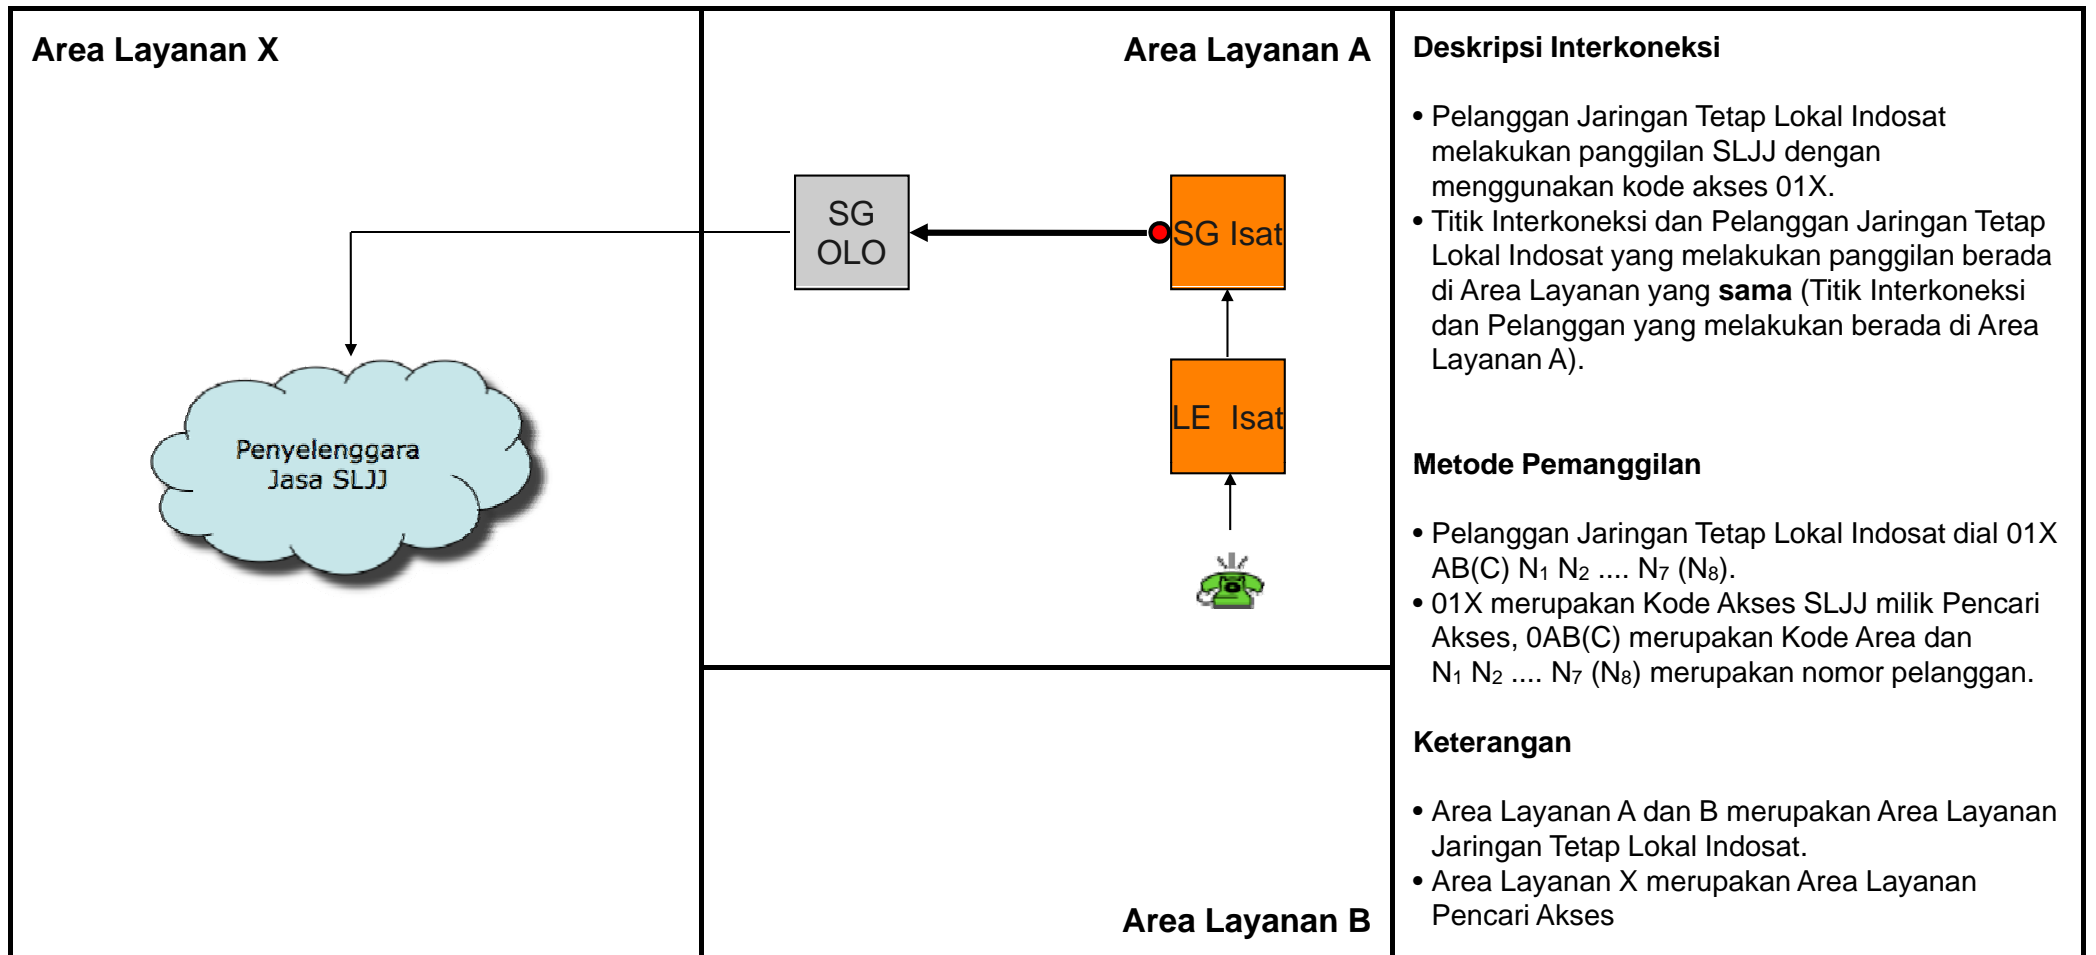 Area Layanan X
Area Layanan A
SG
OLO
SG Isat
LE Isat
Penyelenggara
Jasa SLJJ
Area Layanan B
Deskripsi Interkoneksi
• Pelanggan Jaringan Tetap Lokal Indosat
melakukan panggilan SLJJ dengan
menggunakan kode akses 01X.
• Titik Interkoneksi dan Pelanggan Jaringan Tetap
Lokal Indosat yang melakukan panggilan berada
di Area Layanan yang sama (Titik Interkoneksi
dan Pelanggan yang melakukan berada di Area
Layanan A).
Metode Pemanggilan
• Pelanggan Jaringan Tetap Lokal Indosat dial 01X
AB(C) N₁ N₂ .... N₇ (N₈).
• 01X merupakan Kode Akses SLJJ milik Pencari
Akses, 0AB(C) merupakan Kode Area dan
N₁ N₂ .... N₇ (N₈) merupakan nomor pelanggan.
Keterangan
• Area Layanan A dan B merupakan Area Layanan
Jaringan Tetap Lokal Indosat.
• Area Layanan X merupakan Area Layanan
Pencari Akses